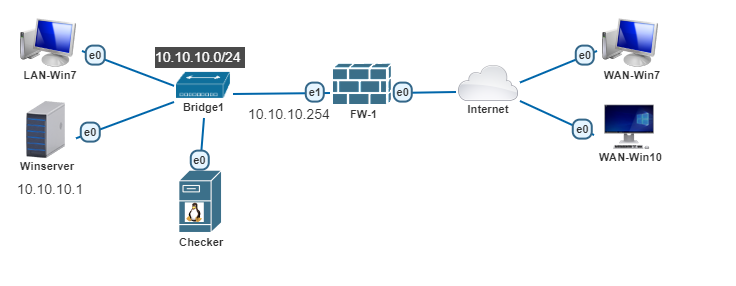 10.10.10.0/24
e0
LAN-Win7
Bridge1
e0
Winserver
10.10.10.1
e0
Checker
e1
10.10.10.254
FW-1
e0
Internet
e0
WAN-Win7
e0
WAN-Win10